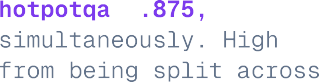 hotpotqa .875,
simultaneously. High
from being split across